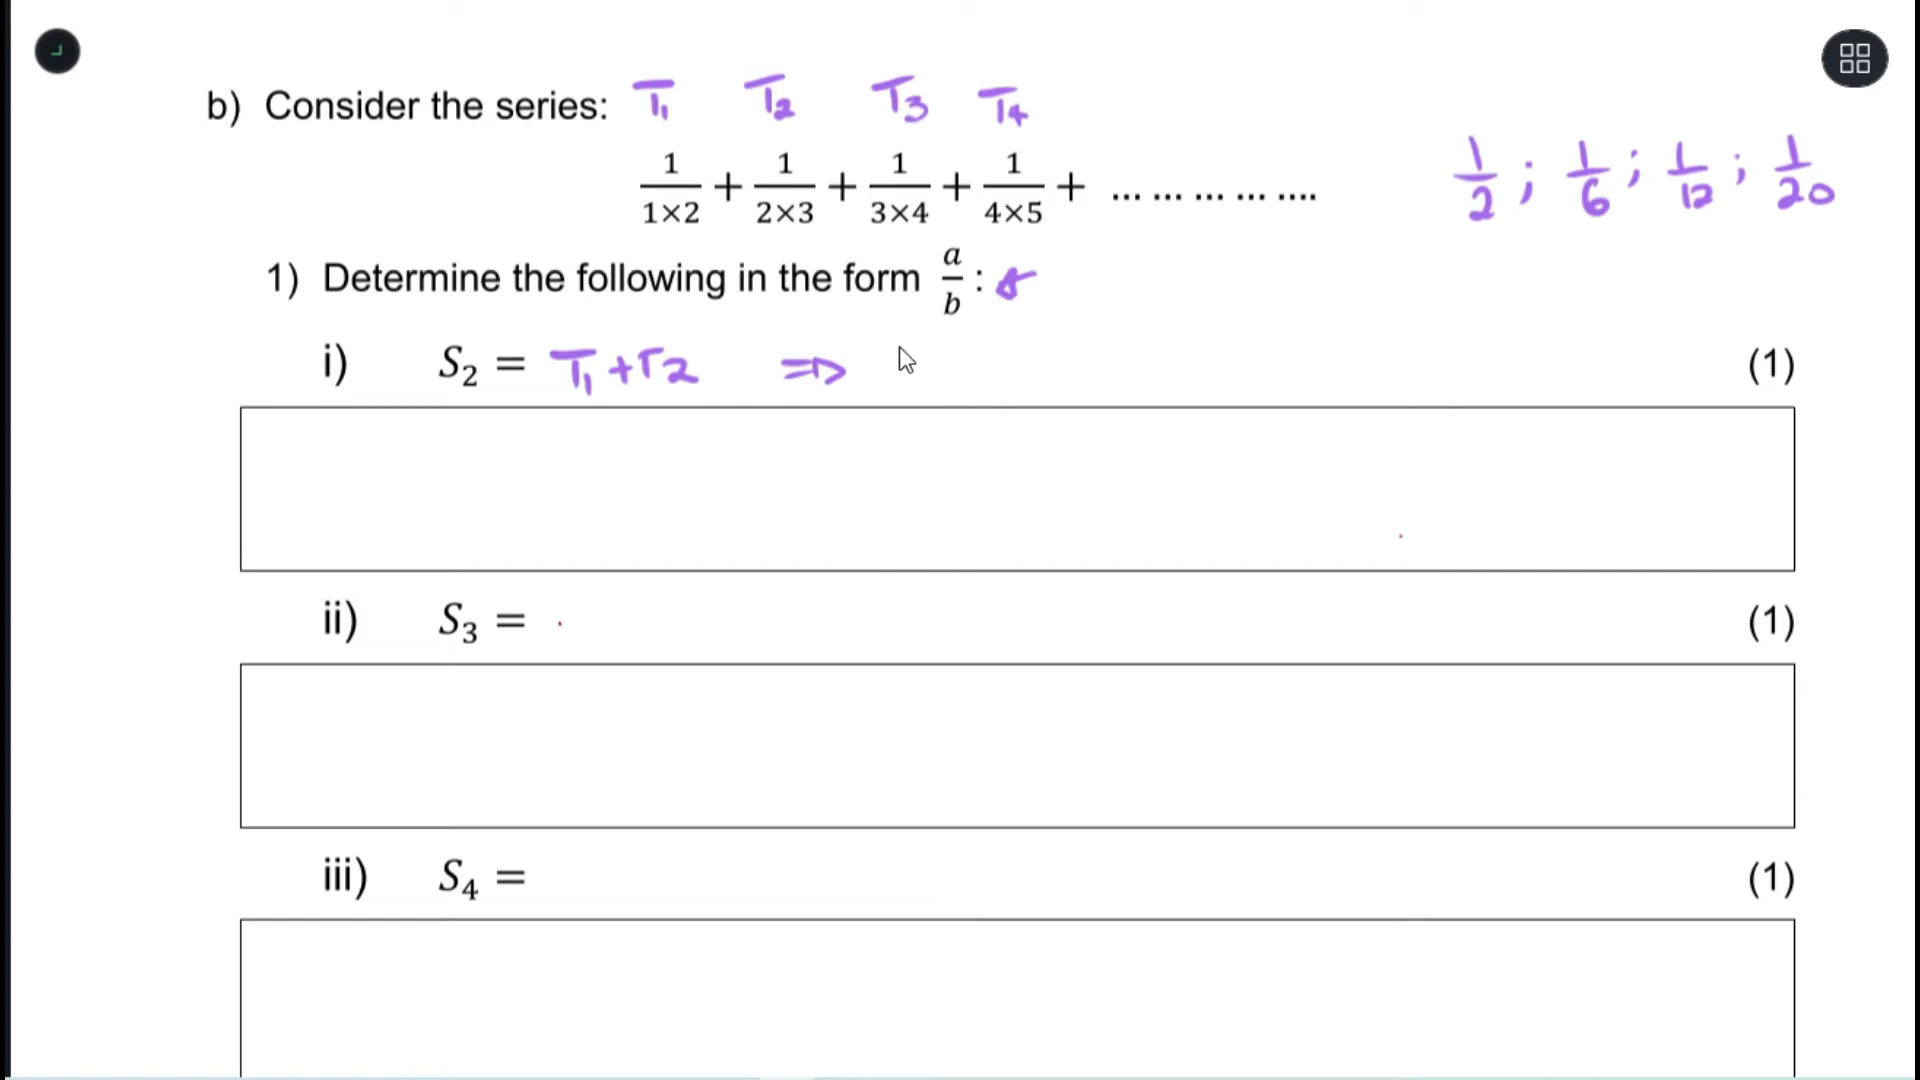 b) Consider the series: T₁ T₂ T₃ T₄
1/(1×2) + 1/(2×3) + 1/(3×4) + 1/(4×5) + ... ... ... ... ....
1/2 ; 1/6 ; 1/12 ; 1/20
1) Determine the following in the form a/b :
i) S₂ = T₁ + T₂ ⇒ (1)
ii) S₃ = (1)
iii) S₄ = (1)